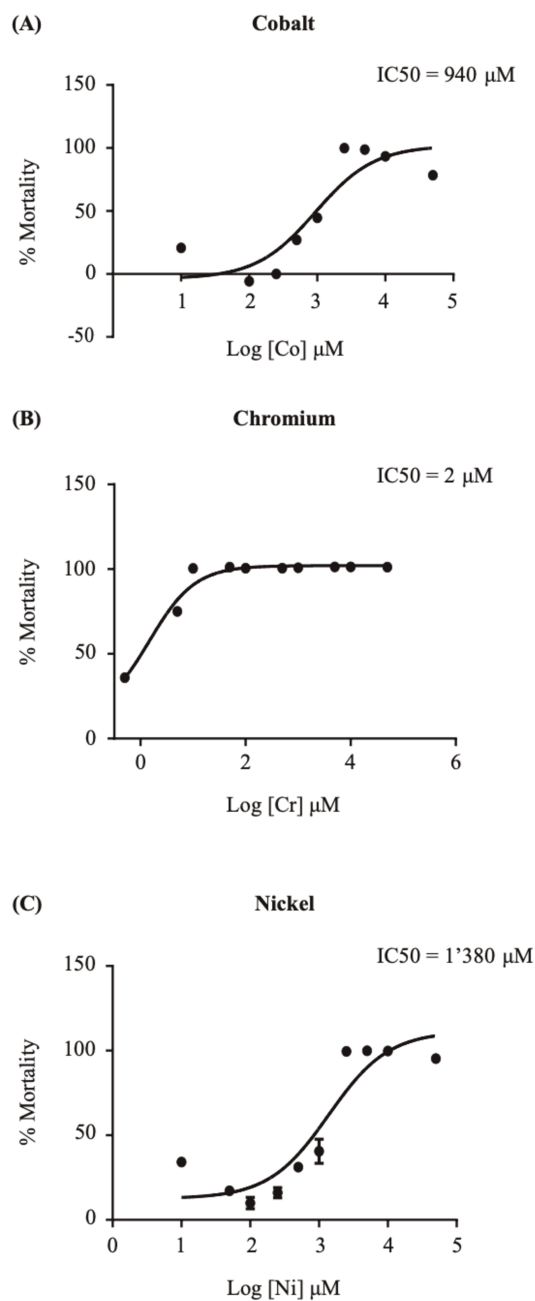 (A)
Cobalt
IC50 = 940 μM
150
100
50
0
-50
% Mortality
1 2 3 4 5
Log [Co] μM
(B)
Chromium
IC50 = 2 μM
150
100
50
0
% Mortality
0 2 4 6
Log [Cr] μM
(C)
Nickel
IC50 = 1’380 μM
150
100
50
0
% Mortality
0 1 2 3 4 5
Log [Ni] μM